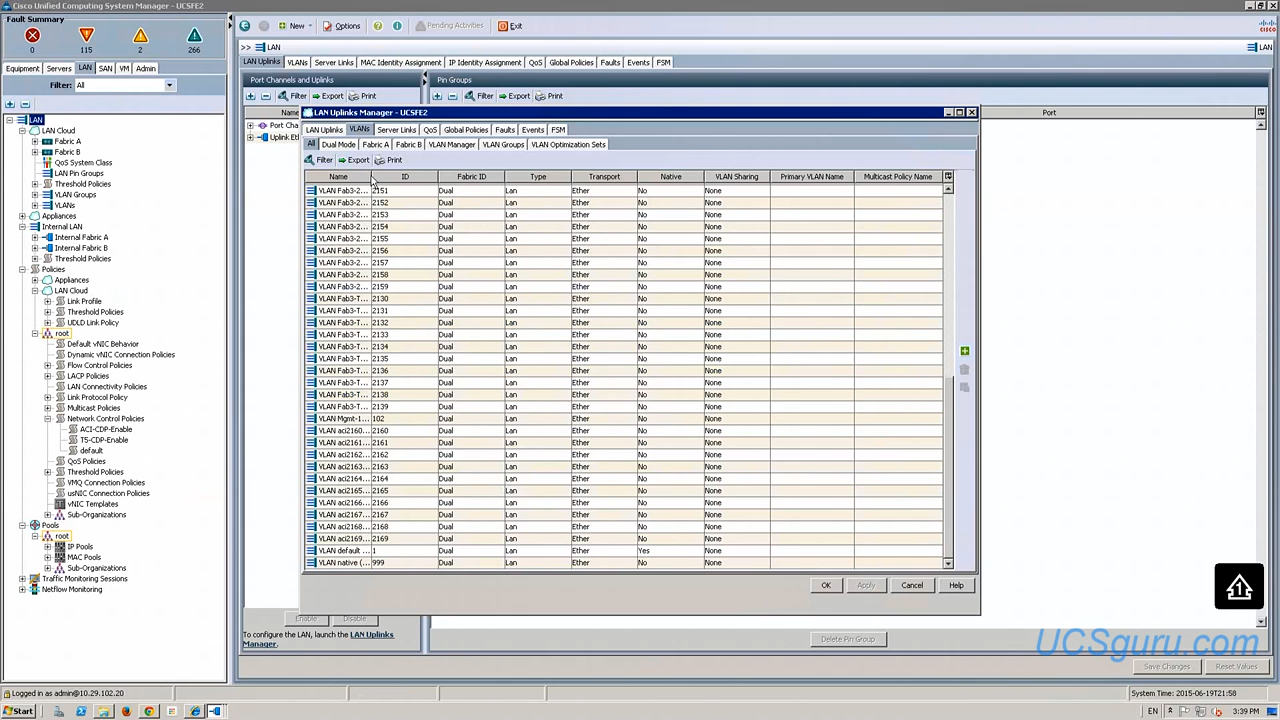 Cisco Unified Computing System Manager - UCSFE2
Fault Summary
0 115 2 266
New Options Pending Activities Exit
>> LAN LAN
Equipment Servers LAN SAN VM Admin
Filter: All
LAN Uplinks VLANs Server Links MAC Identity Assignment IP Identity Assignment QoS Global Policies Faults Events FSM
Port Channels and Uplinks Pin Groups
Filter Export Print Filter Export Print
Port
LAN
LAN Cloud
Fabric A
Fabric B
QoS System Class
LAN Pin Groups
Threshold Policies
VLAN Groups
VLANs
Appliances
Internal LAN
Internal Fabric A
Internal Fabric B
Threshold Policies
Policies
Appliances
LAN Cloud
Link Profile
Threshold Policies
UDLD Link Policy
root
Default vNIC Behavior
Dynamic vNIC Connection Policies
Flow Control Policies
LACP Policies
LAN Connectivity Policies
Link Protocol Policy
Multicast Policies
Network Control Policies
ACI-CDP-Enable
T5-CDP-Enable
default
QoS Policies
Threshold Policies
VMQ Connection Policies
usNIC Connection Policies
vNIC Templates
Sub-Organizations
Pools
root
IP Pools
MAC Pools
Sub-Organizations
Traffic Monitoring Sessions
Netflow Monitoring
LAN Uplinks Manager - UCSFE2
LAN Uplinks VLANs Server Links QoS Global Policies Faults Events FSM
All Dual Mode Fabric A Fabric B VLAN Manager VLAN Groups VLAN Optimization Sets
Filter Export Print
Name ID Fabric ID Type Transport Native VLAN Sharing Primary VLAN Name Multicast Policy Name
VLAN Fab3-2... 2151 Dual Lan Ether No None
VLAN Fab3-2... 2152 Dual Lan Ether No None
VLAN Fab3-2... 2153 Dual Lan Ether No None
VLAN Fab3-2... 2154 Dual Lan Ether No None
VLAN Fab3-2... 2155 Dual Lan Ether No None
VLAN Fab3-2... 2156 Dual Lan Ether No None
VLAN Fab3-2... 2157 Dual Lan Ether No None
VLAN Fab3-2... 2158 Dual Lan Ether No None
VLAN Fab3-2... 2159 Dual Lan Ether No None
VLAN Fab3-T... 2130 Dual Lan Ether No None
VLAN Fab3-T... 2131 Dual Lan Ether No None
VLAN Fab3-T... 2132 Dual Lan Ether No None
VLAN Fab3-T... 2133 Dual Lan Ether No None
VLAN Fab3-T... 2134 Dual Lan Ether No None
VLAN Fab3-T... 2135 Dual Lan Ether No None
VLAN Fab3-T... 2136 Dual Lan Ether No None
VLAN Fab3-T... 2137 Dual Lan Ether No None
VLAN Fab3-T... 2138 Dual Lan Ether No None
VLAN Fab3-T... 2139 Dual Lan Ether No None
VLAN Mgmt-1... 102 Dual Lan Ether No None
VLAN aci2160... 2160 Dual Lan Ether No None
VLAN aci2161... 2161 Dual Lan Ether No None
VLAN aci2162... 2162 Dual Lan Ether No None
VLAN aci2163... 2163 Dual Lan Ether No None
VLAN aci2164... 2164 Dual Lan Ether No None
VLAN aci2165... 2165 Dual Lan Ether No None
VLAN aci2166... 2166 Dual Lan Ether No None
VLAN aci2167... 2167 Dual Lan Ether No None
VLAN aci2168... 2168 Dual Lan Ether No None
VLAN aci2169... 2169 Dual Lan Ether No None
VLAN default ... 1 Dual Lan Ether Yes None
VLAN native (... 999 Dual Lan Ether No None
OK Apply Cancel Help
Enable Disable
To configure the LAN, launch the LAN Uplinks
Manager.
Delete Pin Group
UCSguru.com
Save Changes Reset Values
Logged in as admin@10.29.102.20 System Time: 2015-06-19T21:58
Start EN 3:39 PM